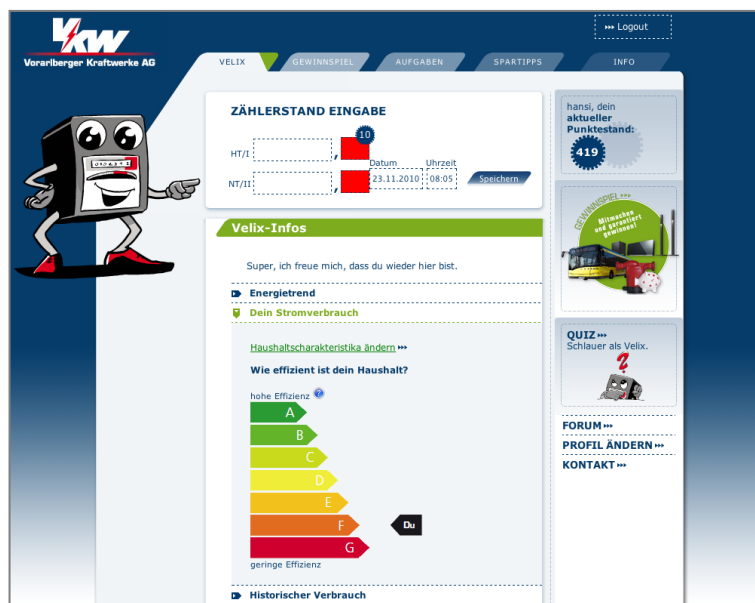 VKW
Vorarlberger Kraftwerke AG
Logout
VELIX
GEWINNSPIEL
AUFGABEN
SPARTIPPS
INFO
ZÄHLERSTAND EINGABE
HT/I
,
10
NT/II
,
Datum
23.11.2010
Uhrzeit
08:05
Speichern
Velix-Infos
Super, ich freue mich, dass du wieder hier bist.
Energietrend
Dein Stromverbrauch
Haushaltscharakteristika ändern
Wie effizient ist dein Haushalt?
hohe Effizienz ?
A
B
C
D
E
F
Du
G
geringe Effizienz
Historischer Verbrauch
hansi, dein
aktueller
Punktestand:
419
GEWINNSPIEL
Mitmachen
und garantiert
gewinnen!
QUIZ
Schlauer als Velix.
?
FORUM
PROFIL ÄNDERN
KONTAKT